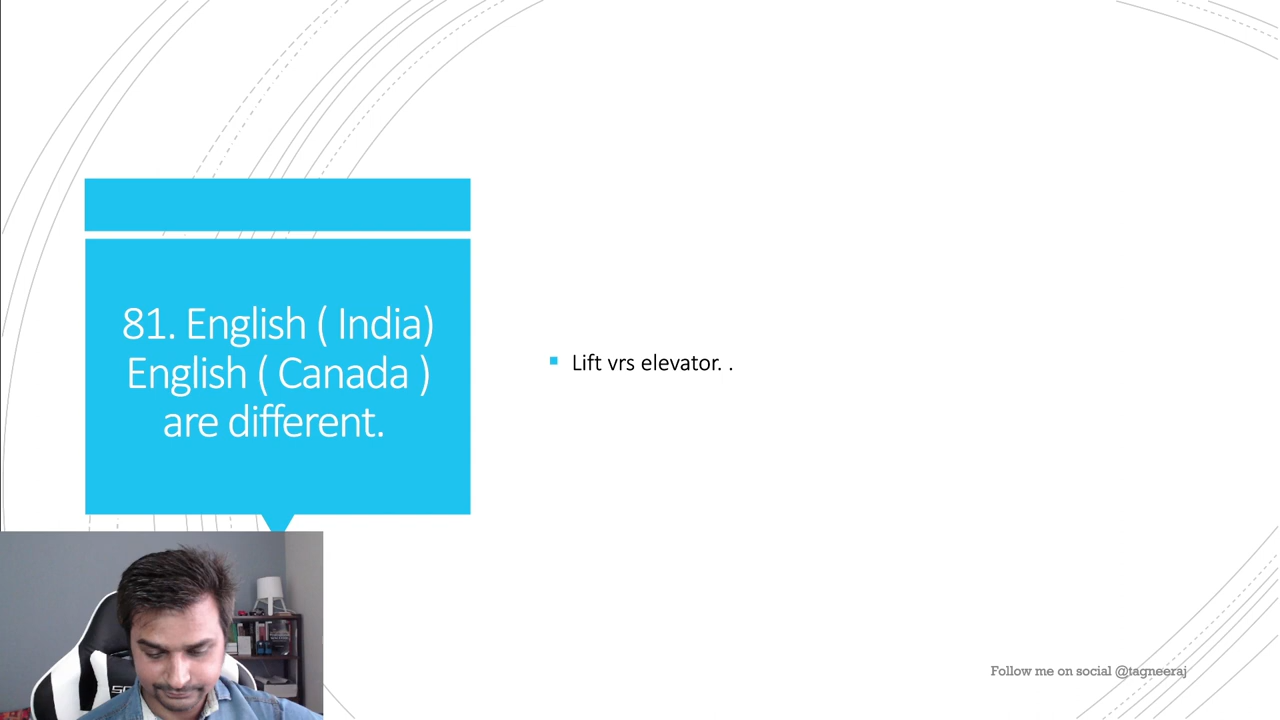 81. English ( India)
English ( Canada )
are different.
Lift vrs elevator. .
Follow me on social @tagneeraj